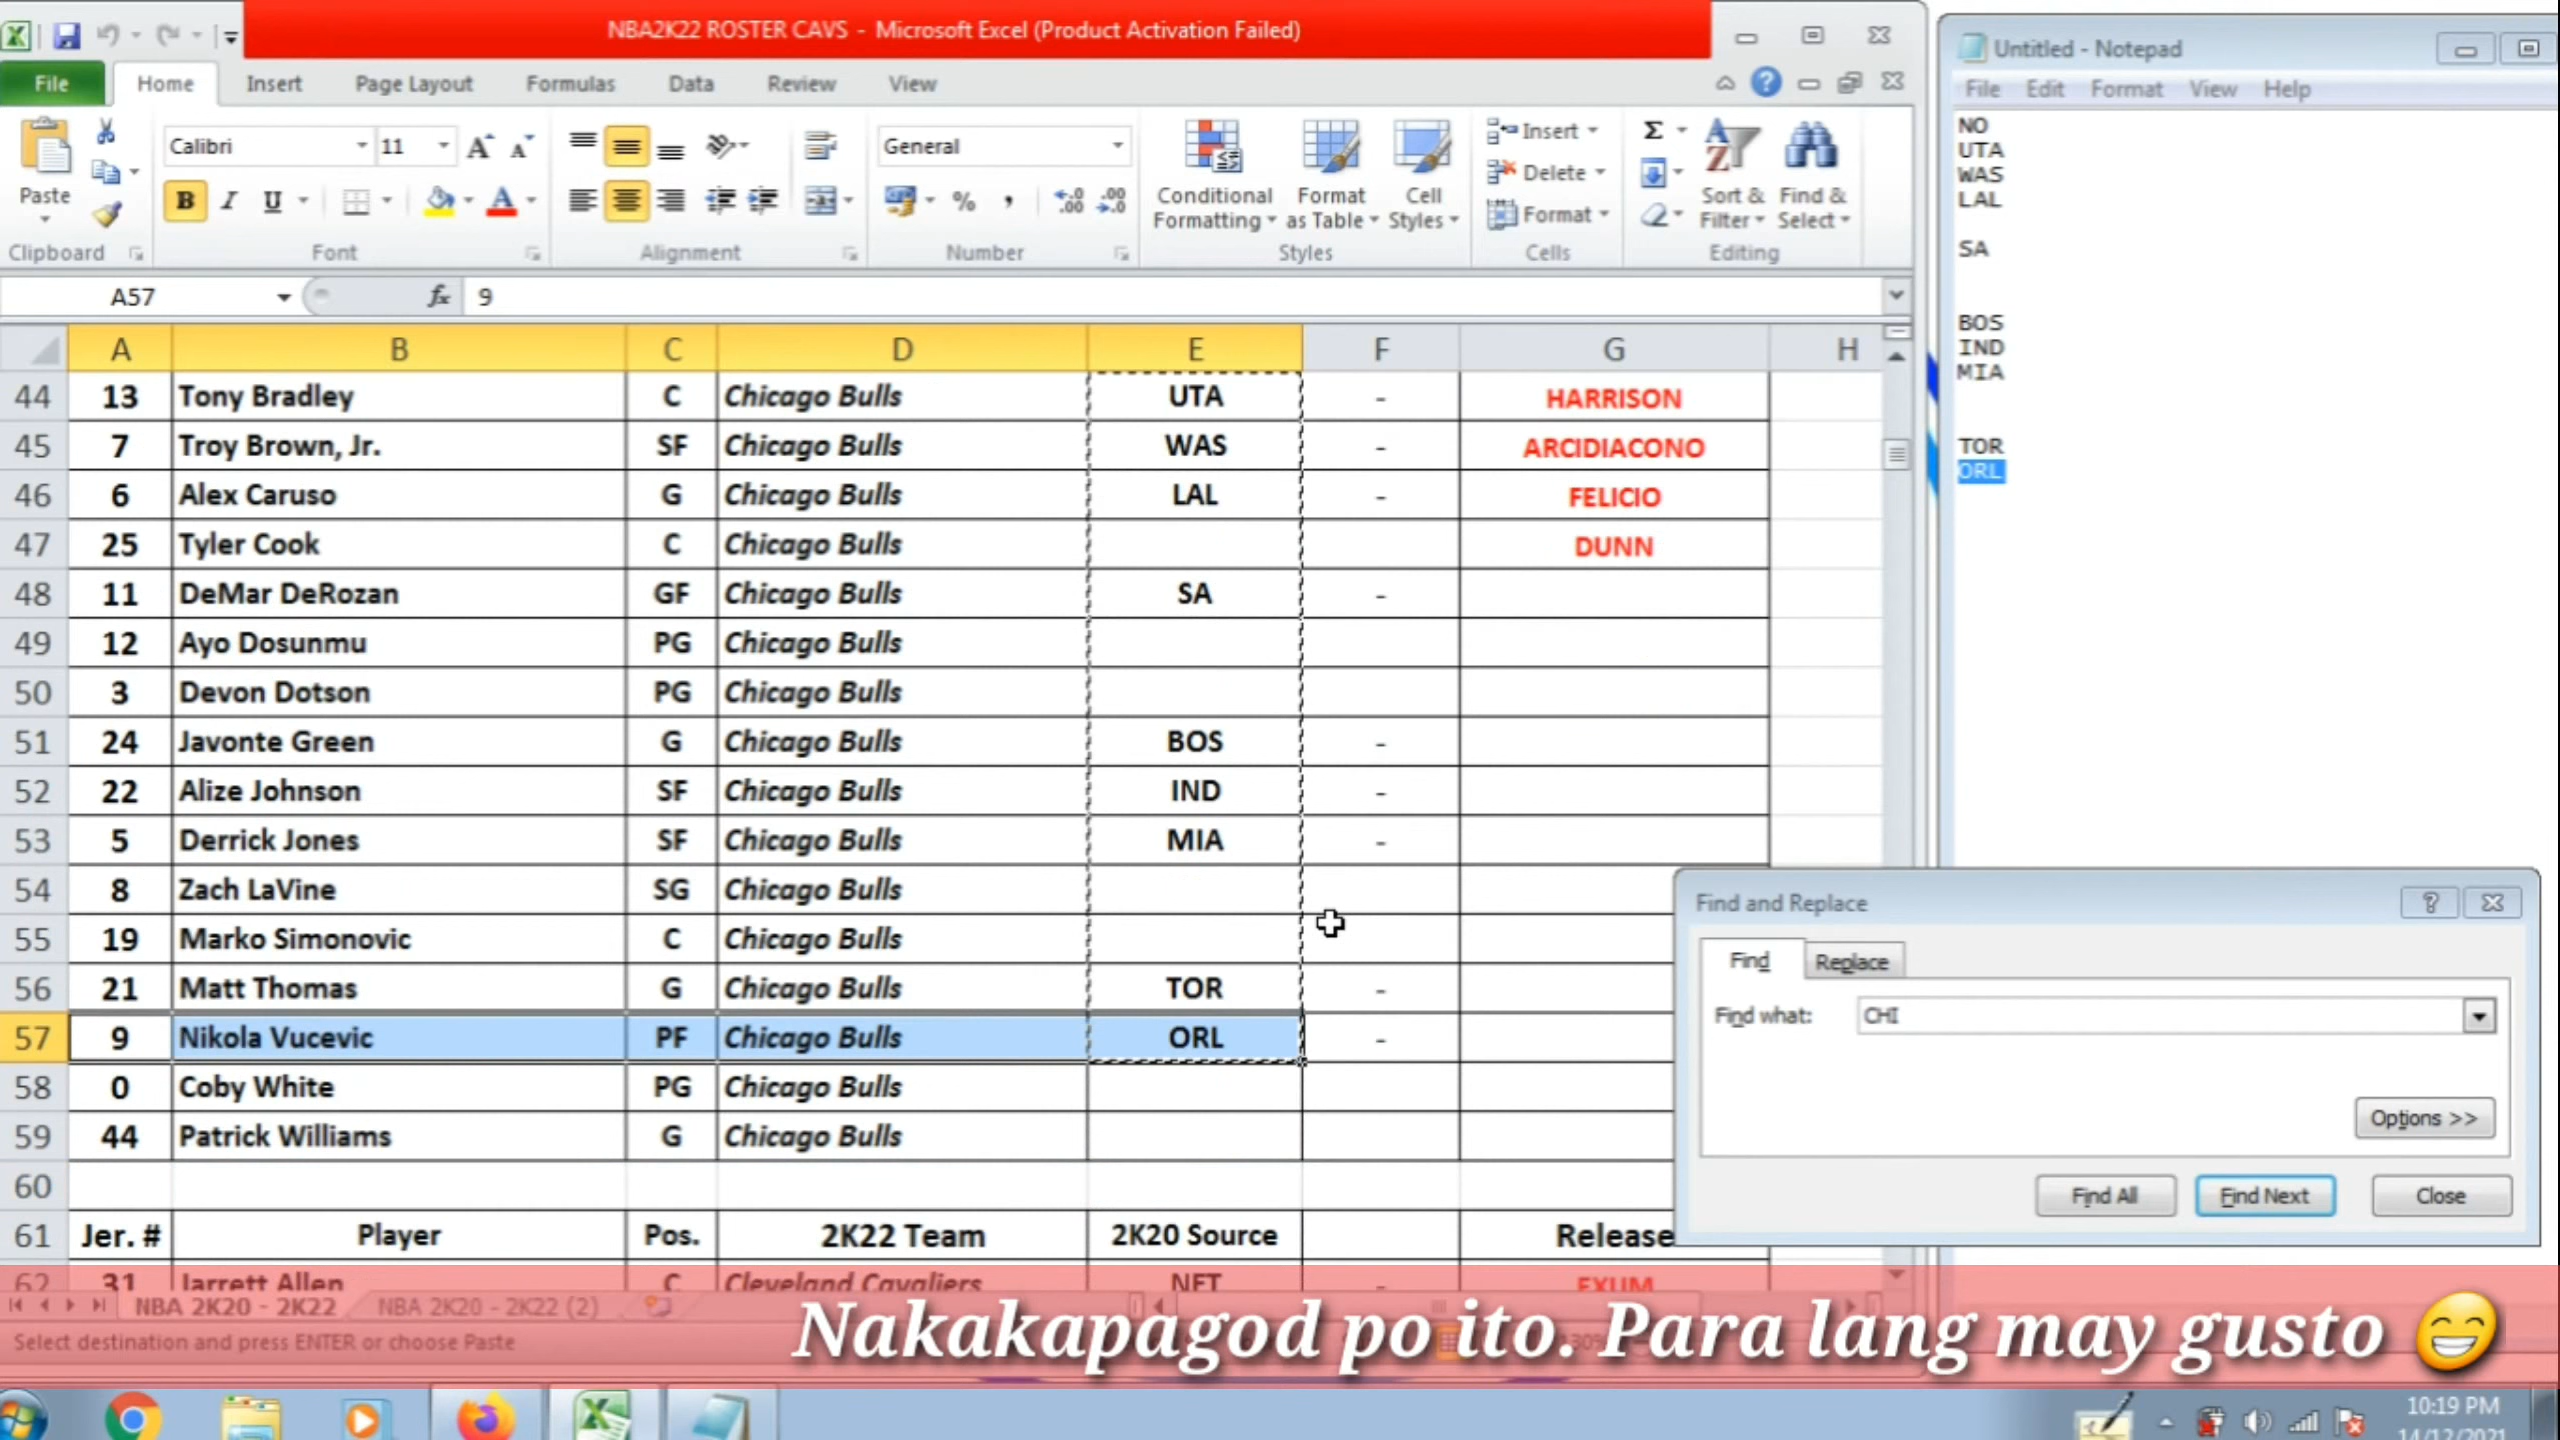 NBA2K22 ROSTER CAVS - Microsoft Excel (Product Activation Failed)
File Home Insert Page Layout Formulas Data Review View
Calibri 11 General
Insert
Delete
Format
Paste
B I U % ,
Conditional Formatting
Format as Table
Cell Styles
Sort & Filter
Find & Select
Clipboard Font Alignment Number Styles Cells Editing
A57 fx 9
A B C D E F G H
44 13 Tony Bradley C Chicago Bulls UTA - HARRISON
45 7 Troy Brown, Jr. SF Chicago Bulls WAS - ARCIDIACONO
46 6 Alex Caruso G Chicago Bulls LAL - FELICIO
47 25 Tyler Cook C Chicago Bulls DUNN
48 11 DeMar DeRozan GF Chicago Bulls SA -
49 12 Ayo Dosunmu PG Chicago Bulls
50 3 Devon Dotson PG Chicago Bulls
51 24 Javonte Green G Chicago Bulls BOS -
52 22 Alize Johnson SF Chicago Bulls IND -
53 5 Derrick Jones SF Chicago Bulls MIA -
54 8 Zach LaVine SG Chicago Bulls
55 19 Marko Simonovic C Chicago Bulls
56 21 Matt Thomas G Chicago Bulls TOR -
57 9 Nikola Vucevic PF Chicago Bulls ORL -
58 0 Coby White PG Chicago Bulls
59 44 Patrick Williams G Chicago Bulls
60
61 Jer. # Player Pos. 2K22 Team 2K20 Source Release
62 31 Jarrett Allen C Cleveland Cavaliers NET - EXUM
NBA 2K20 - 2K22 NBA 2K20 - 2K22 (2)
Select destination and press ENTER or choose Paste
Untitled - Notepad
File Edit Format View Help
NO
UTA
WAS
LAL
SA
BOS
IND
MIA
TOR
ORL
Find and Replace
Find Replace
Find what: CHI
Options >>
Find All Find Next Close
Nakakapagod po ito. Para lang may gusto 😁
10:19 PM
14/12/2021